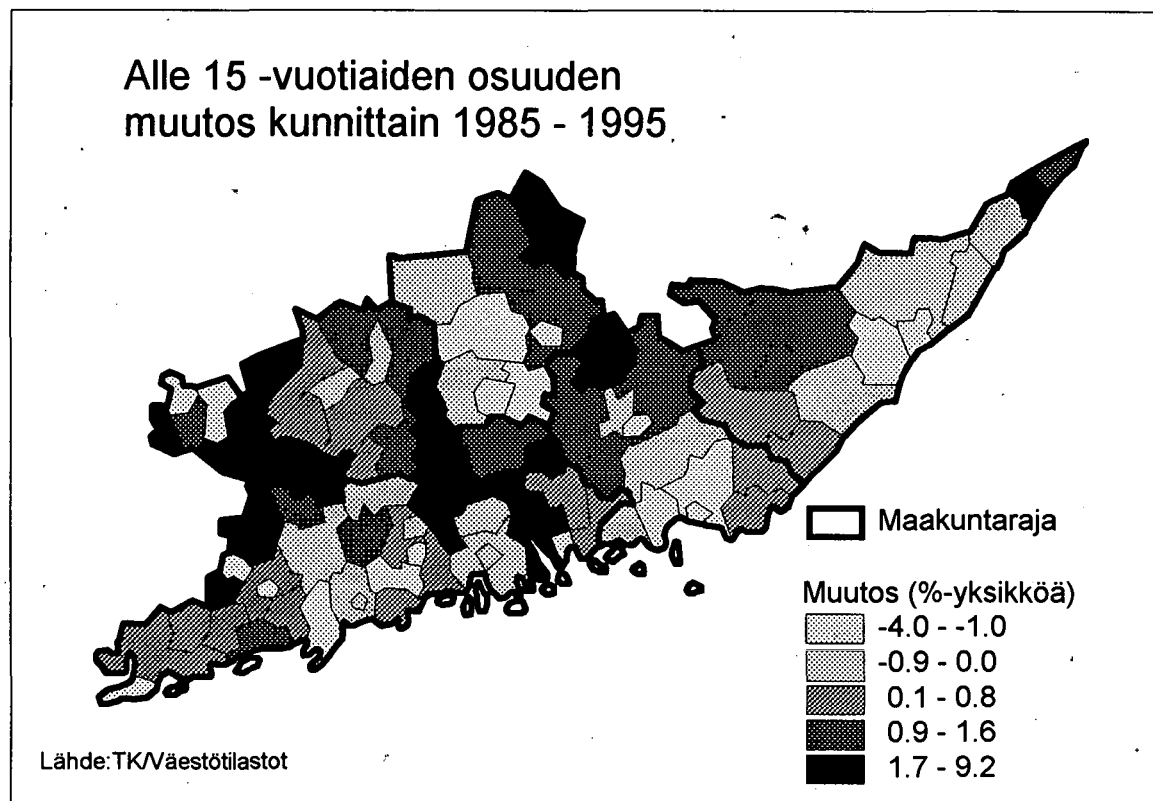 Alle 15 -vuotiaiden osuuden
muutos kunnittain 1985 - 1995
Maakuntaraja
Muutos (%-yksikköä)
-4.0 - -1.0
-0.9 - 0.0
0.1 - 0.8
0.9 - 1.6
1.7 - 9.2
Lähde:TK/Väestötilastot